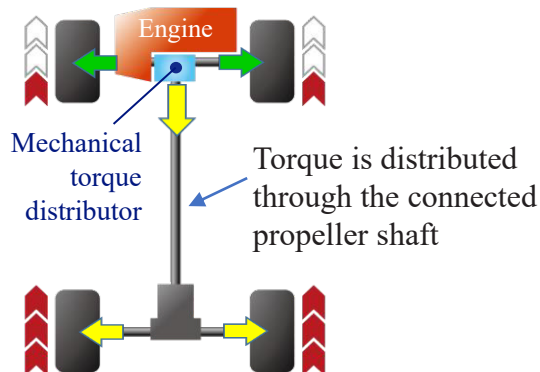 Engine
Mechanical
torque
distributor
Torque is distributed
through the connected
propeller shaft